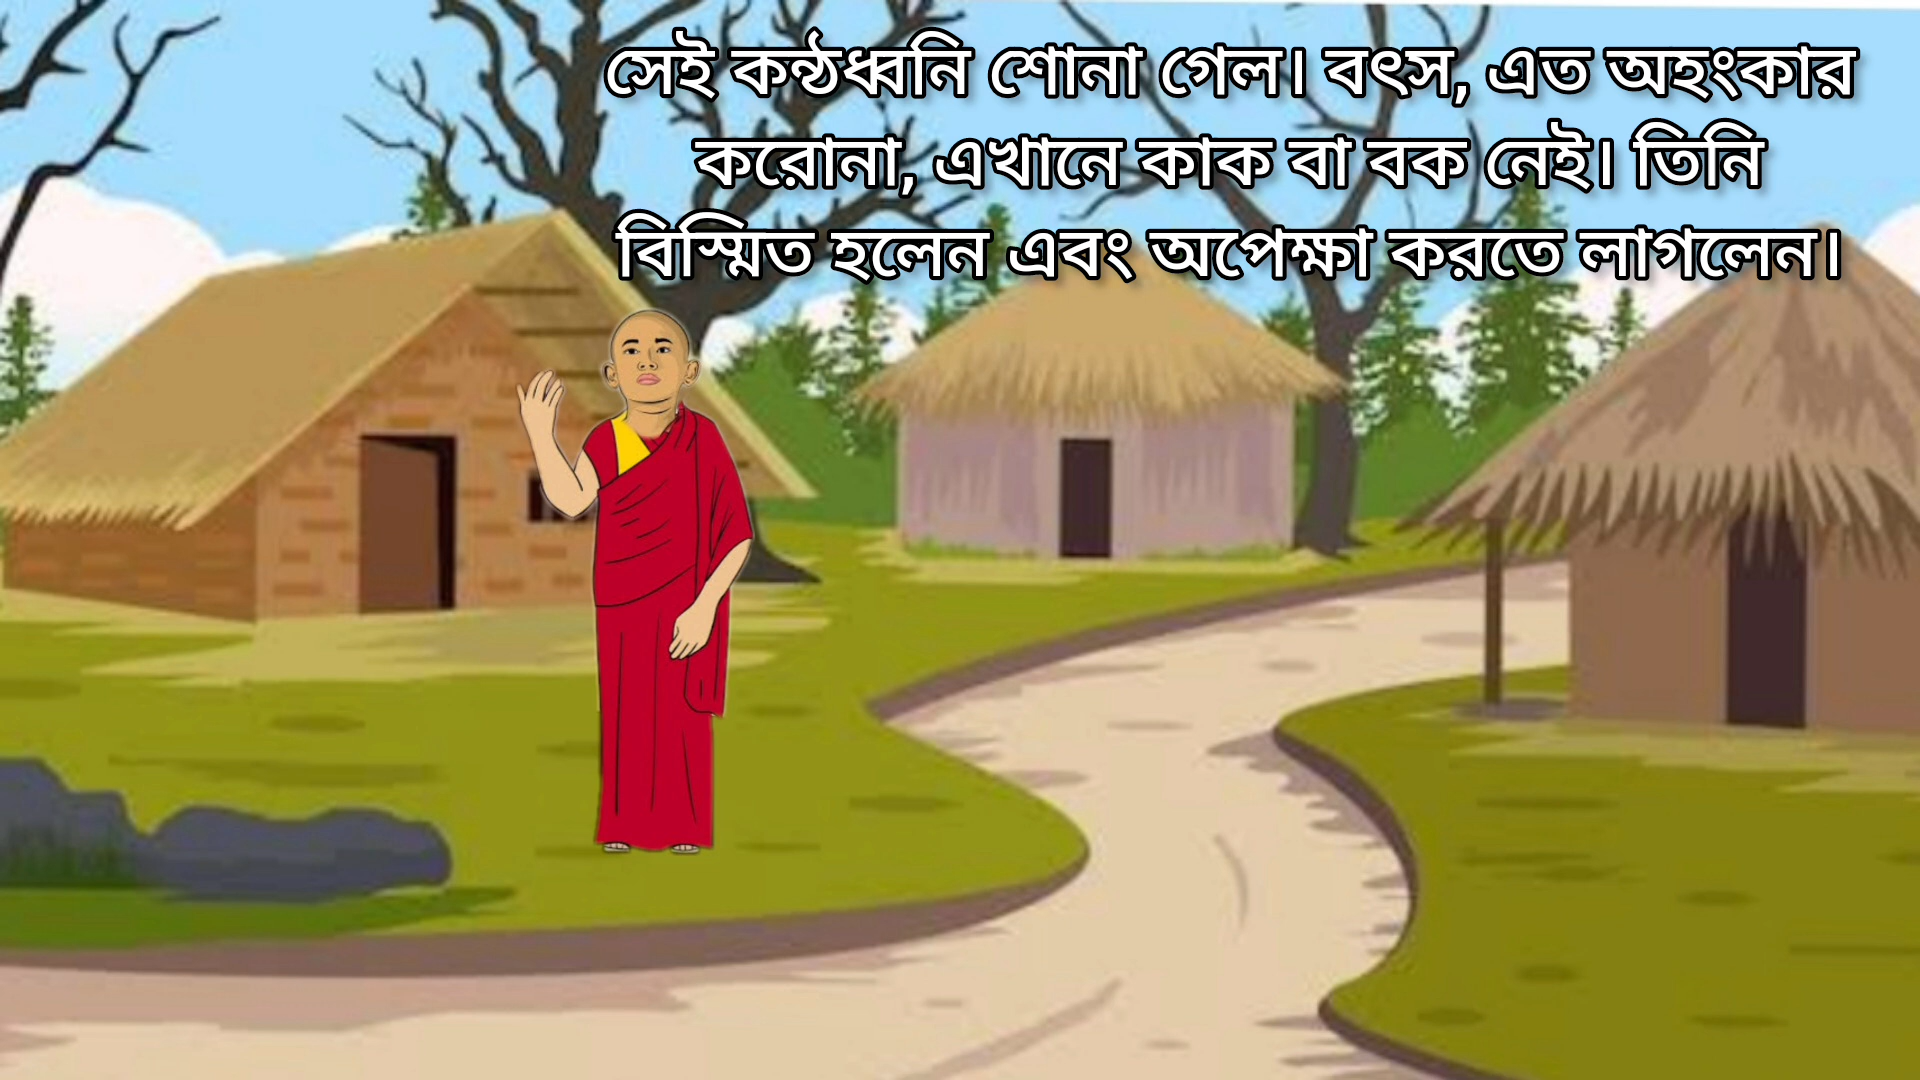 সেই কন্ঠধ্বনি শোনা গেল। বৎস, এত অহংকার
করোনা, এখানে কাক বা বক নেই। তিনি
বিস্মিত হলেন এবং অপেক্ষা করতে লাগলেন।